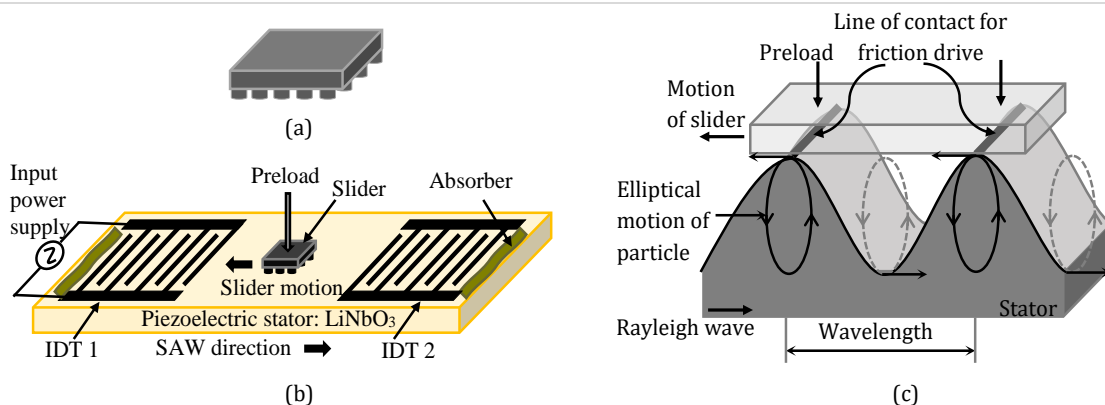 (a)
Input
power
supply
Preload
Slider
Absorber
Slider motion
Piezoelectric stator: LiNbO₃
IDT 1
SAW direction
IDT 2
(b)
Line of contact for
friction drive
Preload
Motion
of slider
Elliptical
motion of
particle
Stator
Rayleigh wave
Wavelength
(c)